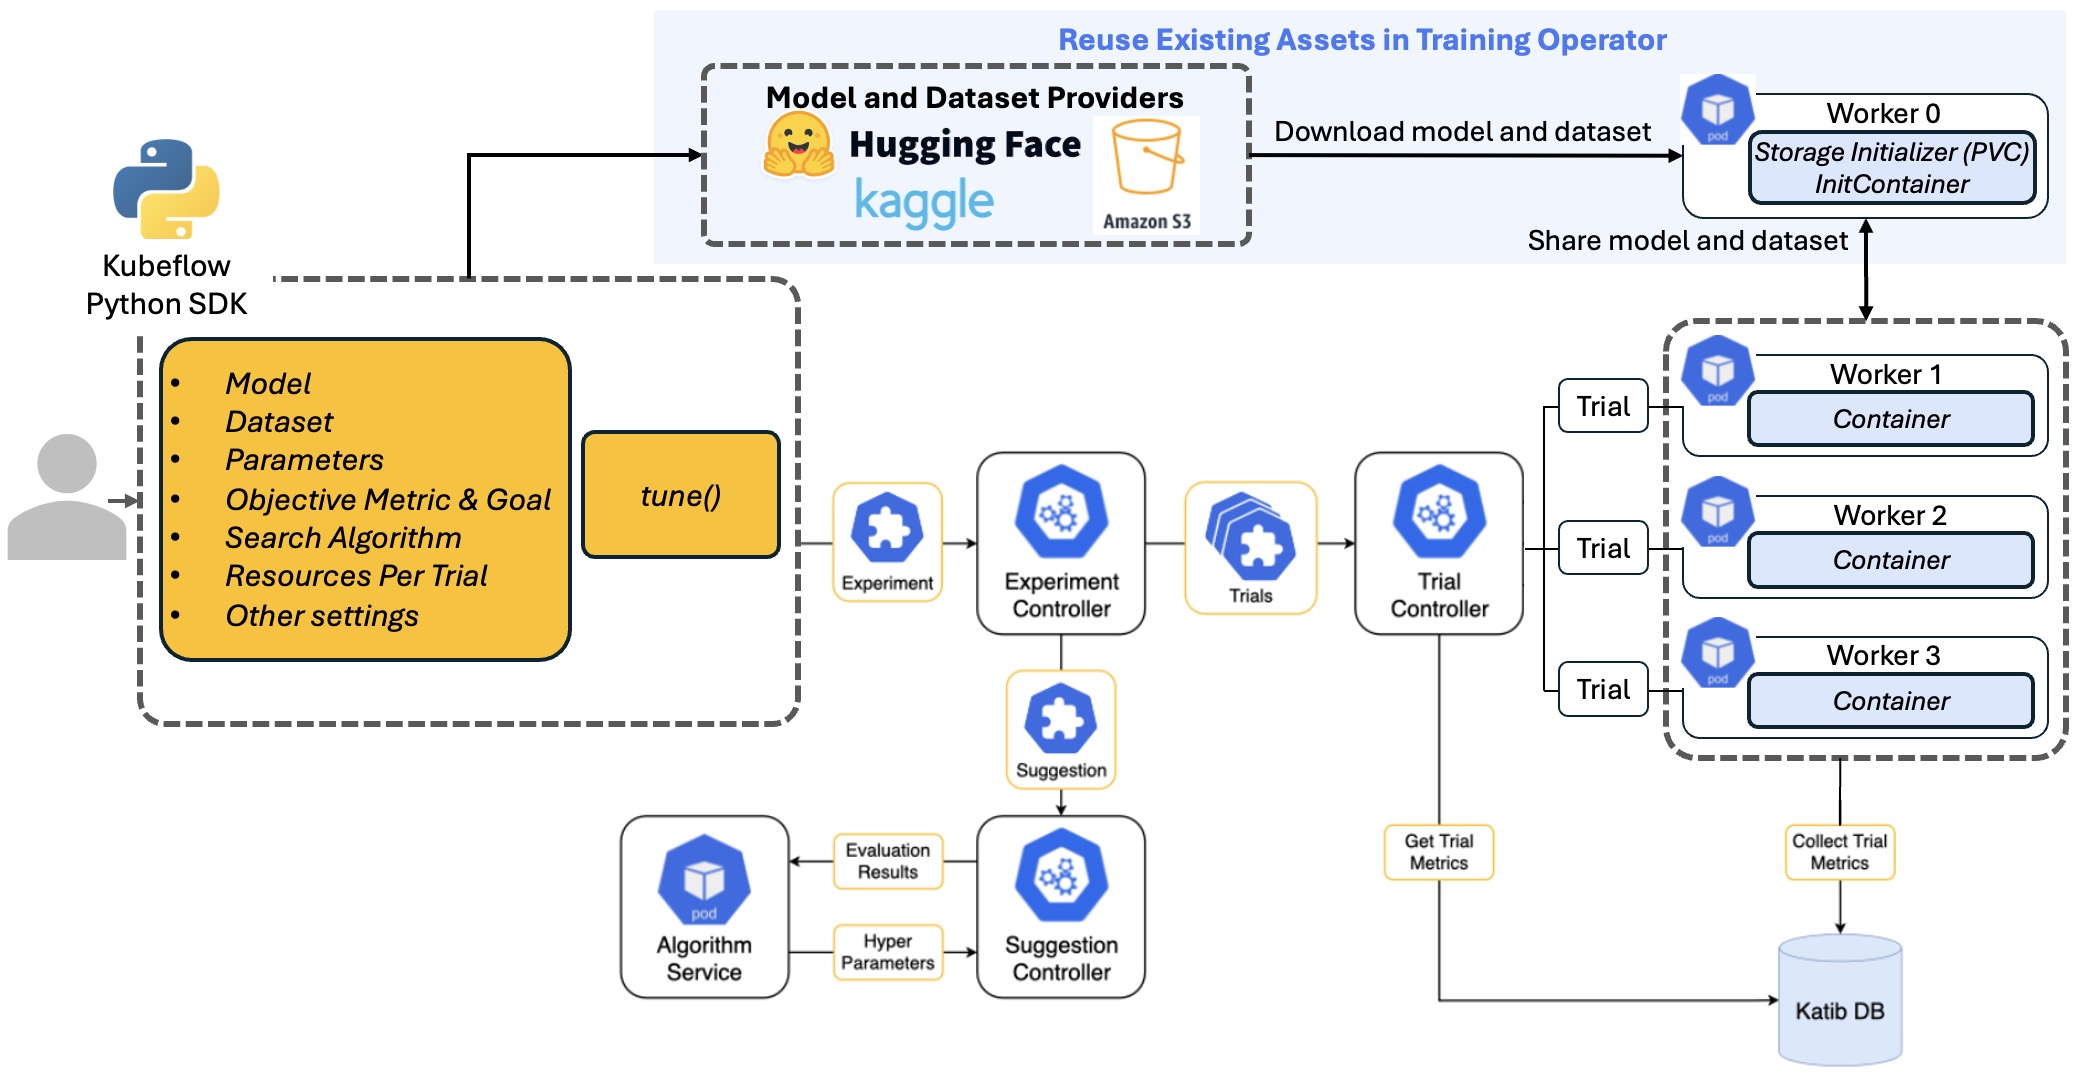 Reuse Existing Assets in Training Operator
Model and Dataset Providers
Hugging Face
kaggle
Amazon S3
Download model and dataset
pod
Worker 0
Storage Initializer (PVC)
InitContainer
Share model and dataset
Kubeflow
Python SDK
• Model
• Dataset
• Parameters
• Objective Metric & Goal
• Search Algorithm
• Resources Per Trial
• Other settings
tune()
Experiment
Experiment
Controller
Trials
Trial
Controller
Trial
Trial
Trial
pod
Worker 1
Container
pod
Worker 2
Container
pod
Worker 3
Container
Suggestion
pod
Algorithm
Service
Evaluation
Results
Hyper
Parameters
Suggestion
Controller
Get Trial
Metrics
Collect Trial
Metrics
Katib DB